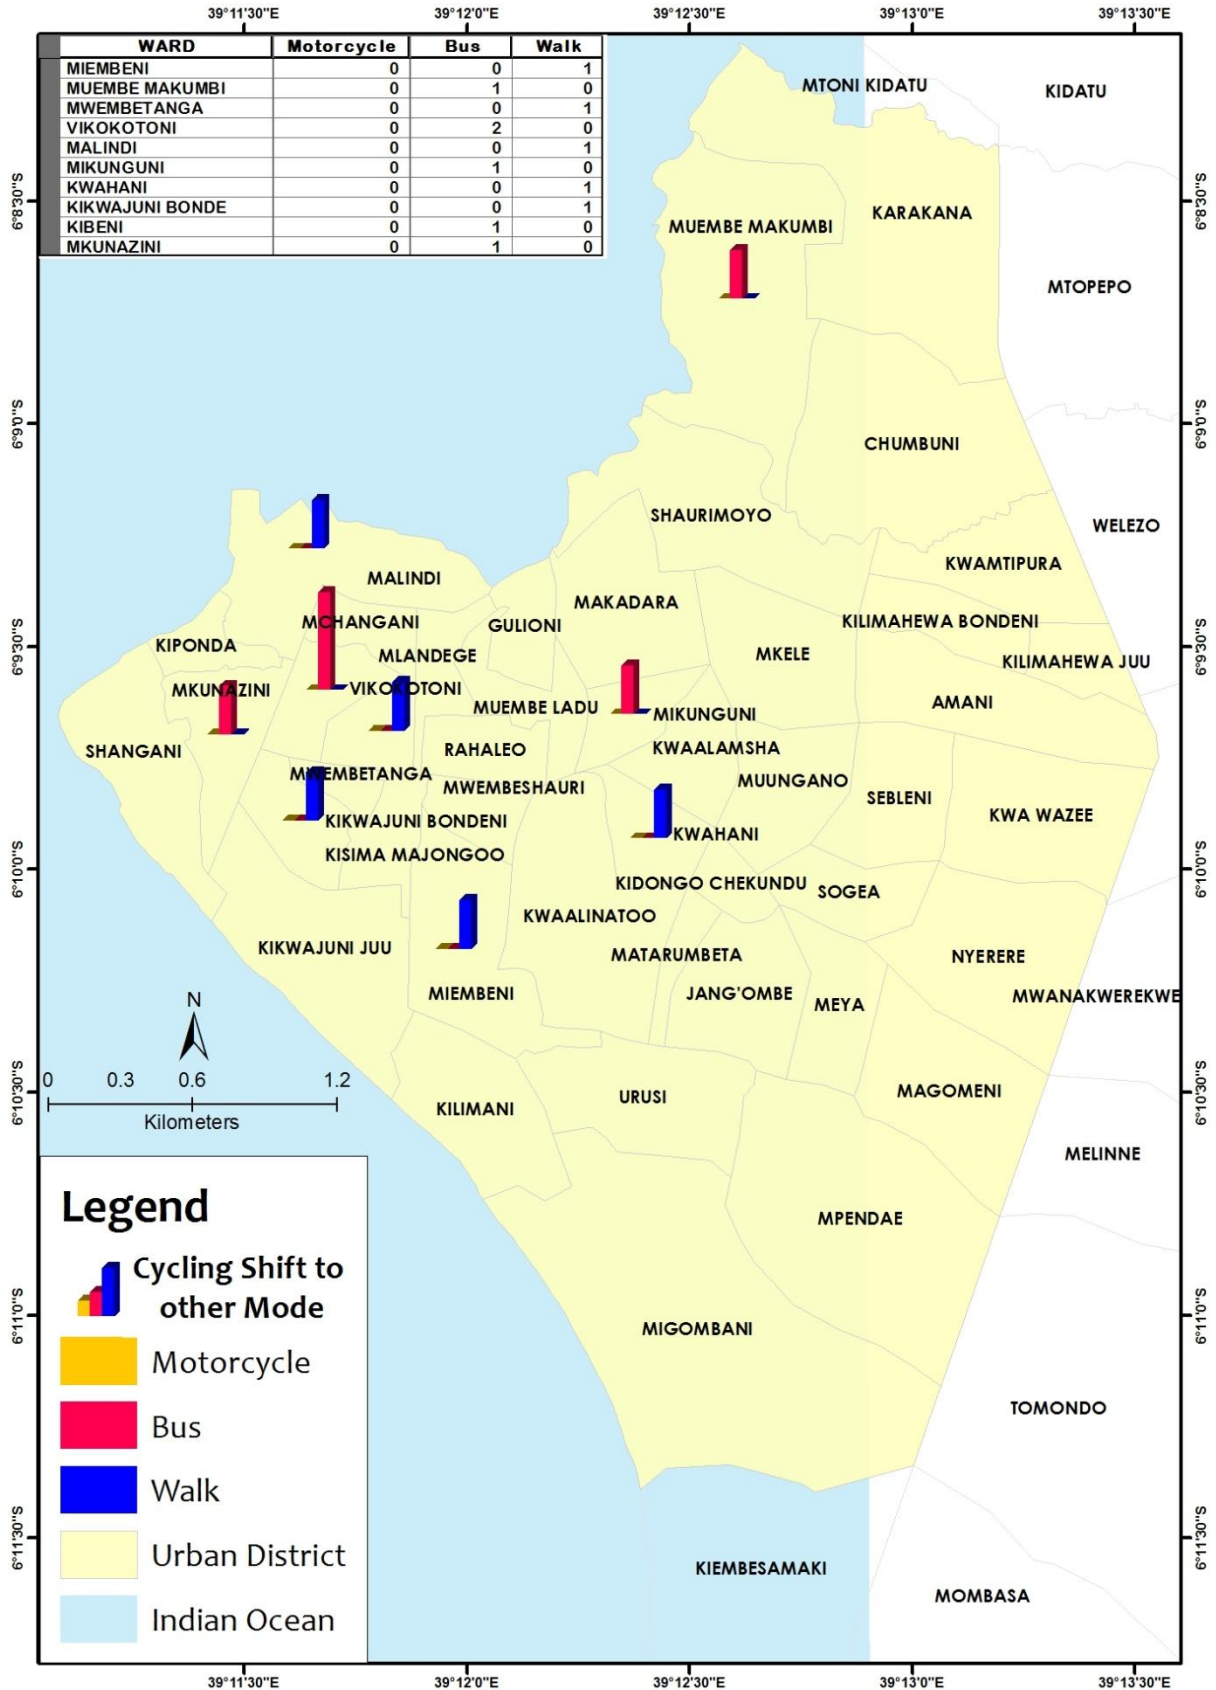 39°11'30"E 39°12'0"E 39°12'30"E 39°13'0"E 39°13'30"E
WARD Motorcycle Bus Walk
MIEMBENI 0 0 1
MUEMBE MAKUMBI 0 1 0
MWEMBETANGA 0 0 1
VIKOKOTONI 0 2 0
MALINDI 0 0 1
MIKUNGUNI 0 1 0
KWAHANI 0 0 1
KIKWAJUNI BONDE 0 0 1
KIBENI 0 1 0
MKUNAZINI 0 1 0
MTONI KIDATU
KIDATU
6°8'30"S 6°8'30"S
KARAKANA
MUEMBE MAKUMBI
MTOPEPO
6°9'0"S 6°9'0"S
CHUMBUNI
SHAURIMOYO
WELEZO
KWAMTIPURA
MALINDI
MAKADARA
MCHANGANI
GULIONI
KILIMAHEWA BONDENI
6°9'30"S 6°9'30"S
KIPONDA
MLANDEGE
MKELE
KILIMAHEWA JUU
MKUNAZINI
VIKOKOTONI
AMANI
MUEMBE LADU
MIKUNGUNI
SHANGANI
RAHALEO
KWAALAMSHA
MWEMBETANGA
MUUNGANO
MWEMBESHAURI
SEBLENI
KWA WAZEE
KIKWAJUNI BONDENI
KWAHANI
KISIMA MAJONGOO
6°10'0"S 6°10'0"S
KIDONGO CHEKUNDU
SOGEA
KWAALINATOO
KIKWAJUNI JUU
MATARUMBETA
NYERERE
MIEMBENI
JANG'OMBE
MEYA
MWANAKWEREKWE
N
0 0.3 0.6 1.2
Kilometers
6°10'30"S 6°10'30"S
MAGOMENI
URUSI
KILIMANI
MELINNE
MPENDAE
Legend
Cycling Shift to
other Mode
6°11'0"S 6°11'0"S
MIGOMBANI
Motorcycle
TOMONDO
Bus
Walk
6°11'30"S 6°11'30"S
Urban District
KIEMBESAMAKI
MOMBASA
Indian Ocean
39°11'30"E 39°12'0"E 39°12'30"E 39°13'0"E 39°13'30"E